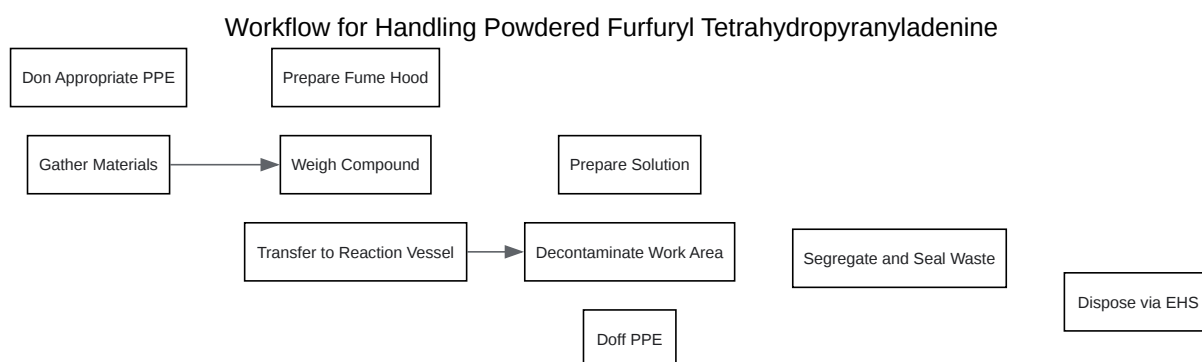 Workflow for Handling Powdered Furfuryl Tetrahydropyranyladenine
Don Appropriate PPE
Prepare Fume Hood
Gather Materials
Weigh Compound
Prepare Solution
Transfer to Reaction Vessel
Decontaminate Work Area
Segregate and Seal Waste
Dispose via EHS
Doff PPE